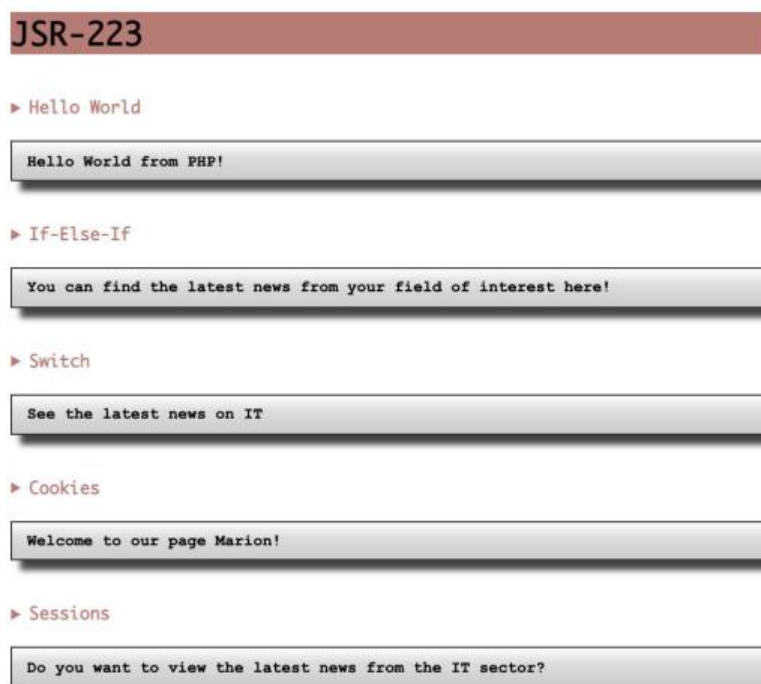 JSR-223
Hello World
Hello World from PHP!
If-Else-If
You can find the latest news from your field of interest here!
Switch
See the latest news on IT
Cookies
Welcome to our page Marion!
Sessions
Do you want to view the latest news from the IT sector?